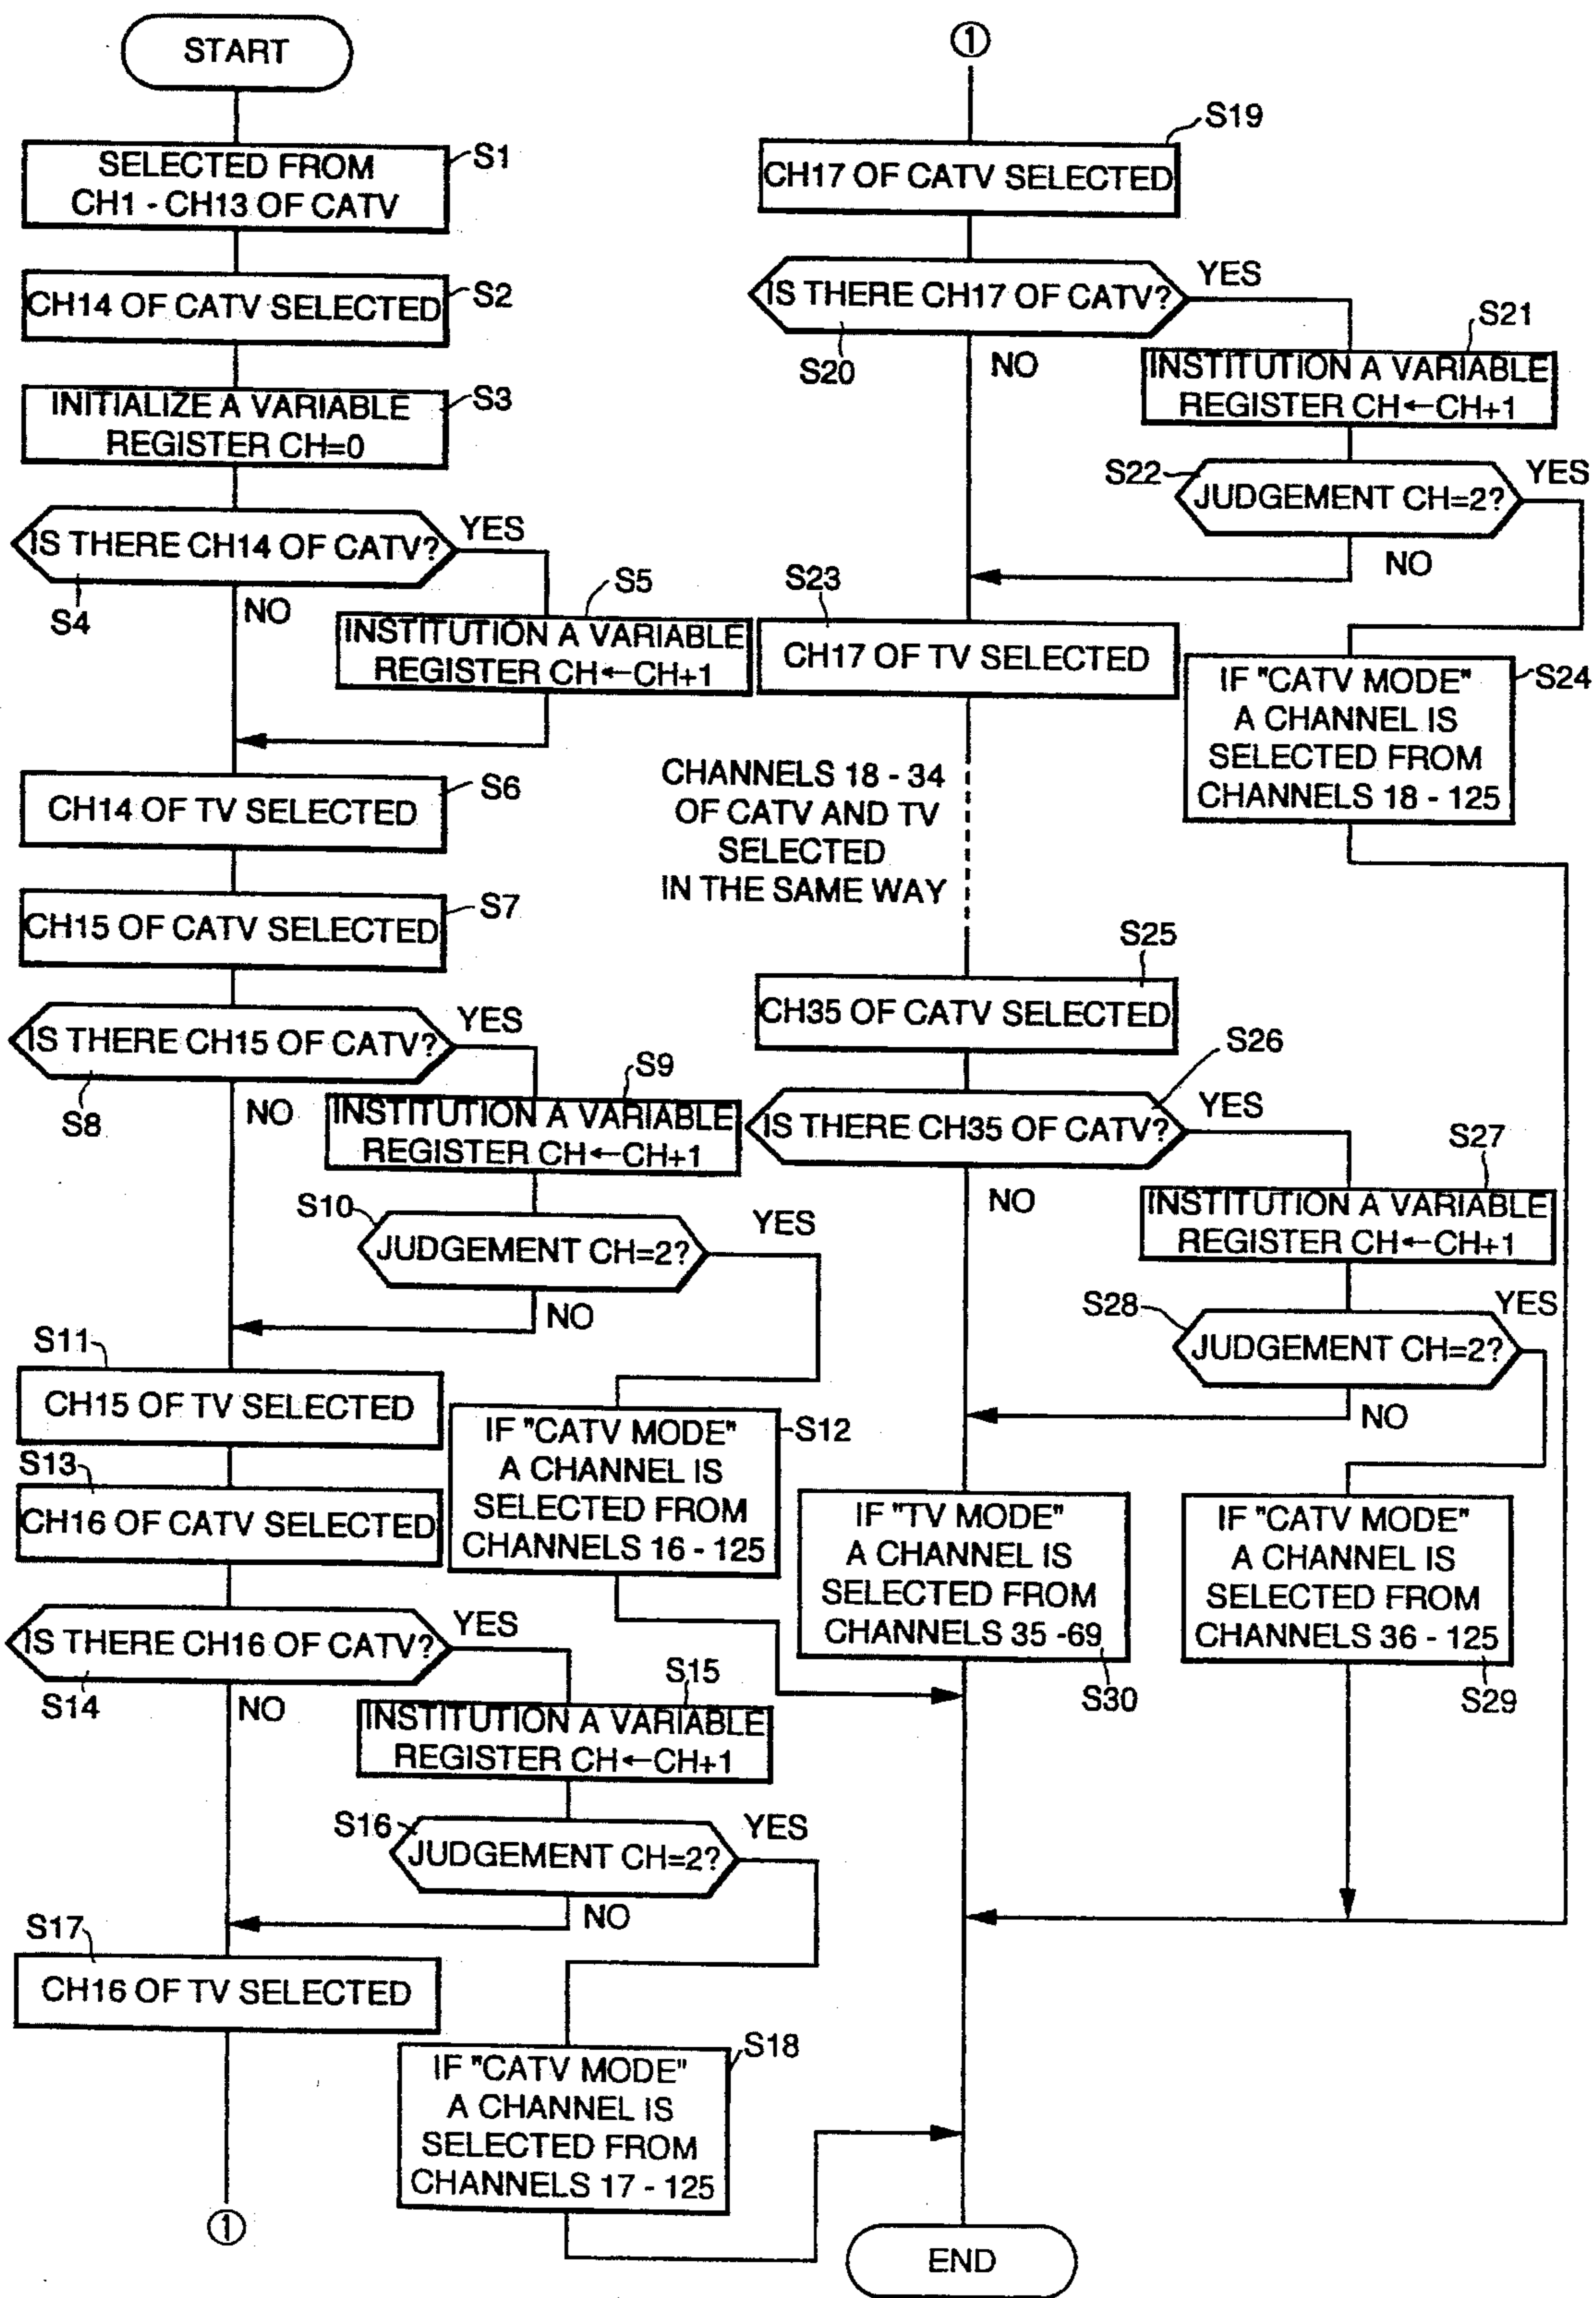 START
SELECTED FROM
CH1 - CH13 OF CATV
S1
CH14 OF CATV SELECTED
S2
INITIALIZE A VARIABLE
REGISTER CH=0
S3
IS THERE CH14 OF CATV?
YES
S4
NO
S5
INSTITUTION A VARIABLE
REGISTER CH←CH+1
CH14 OF TV SELECTED
S6
CH15 OF CATV SELECTED
S7
IS THERE CH15 OF CATV?
YES
S8
NO
S9
INSTITUTION A VARIABLE
REGISTER CH←CH+1
S10
JUDGEMENT CH=2?
YES
NO
S11
CH15 OF TV SELECTED
S12
IF "CATV MODE"
A CHANNEL IS
SELECTED FROM
CHANNELS 16 - 125
S13
CH16 OF CATV SELECTED
IS THERE CH16 OF CATV?
YES
S14
NO
S15
INSTITUTION A VARIABLE
REGISTER CH←CH+1
S16
JUDGEMENT CH=2?
YES
NO
S17
CH16 OF TV SELECTED
S18
IF "CATV MODE"
A CHANNEL IS
SELECTED FROM
CHANNELS 17 - 125
①
①
S19
CH17 OF CATV SELECTED
IS THERE CH17 OF CATV?
YES
S20
NO
S21
INSTITUTION A VARIABLE
REGISTER CH←CH+1
S22
JUDGEMENT CH=2?
YES
NO
S23
CH17 OF TV SELECTED
S24
IF "CATV MODE"
A CHANNEL IS
SELECTED FROM
CHANNELS 18 - 125
CHANNELS 18 - 34
OF CATV AND TV
SELECTED
IN THE SAME WAY
S25
CH35 OF CATV SELECTED
S26
IS THERE CH35 OF CATV?
YES
NO
S27
INSTITUTION A VARIABLE
REGISTER CH←CH+1
S28
JUDGEMENT CH=2?
YES
NO
IF "TV MODE"
A CHANNEL IS
SELECTED FROM
CHANNELS 35 -69
S30
IF "CATV MODE"
A CHANNEL IS
SELECTED FROM
CHANNELS 36 - 125
S29
END